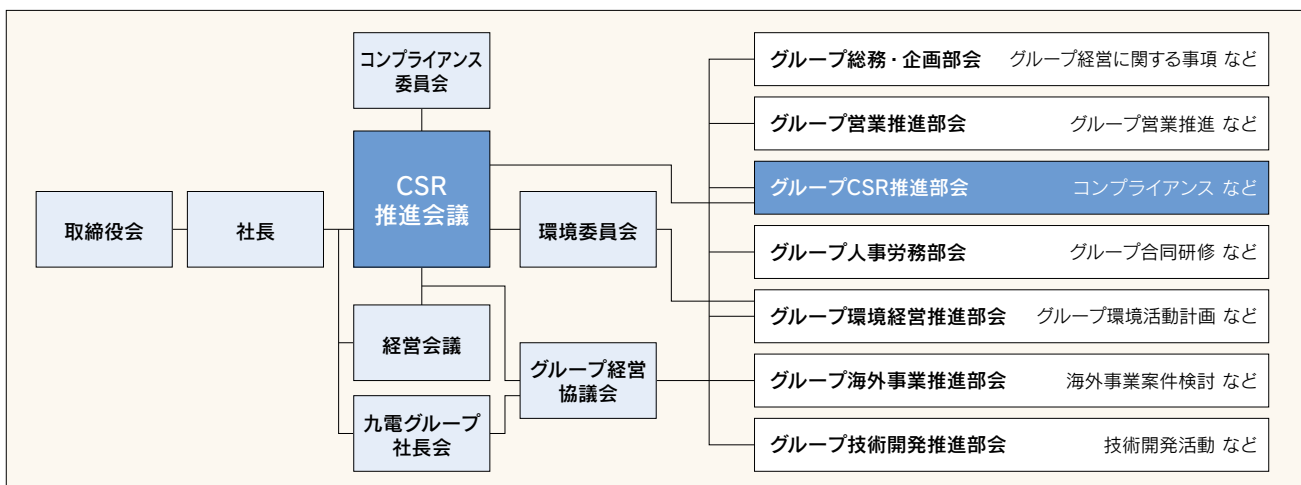 取締役会
社長
コンプライアンス
委員会
CSR
推進会議
経営会議
九電グループ
社長会
環境委員会
グループ経営
協議会
グループ総務・企画部会 グループ経営に関する事項 など
グループ営業推進部会 グループ営業推進 など
グループCSR推進部会 コンプライアンス など
グループ人事労務部会 グループ合同研修 など
グループ環境経営推進部会 グループ環境活動計画 など
グループ海外事業推進部会 海外事業案件検討 など
グループ技術開発推進部会 技術開発活動 など